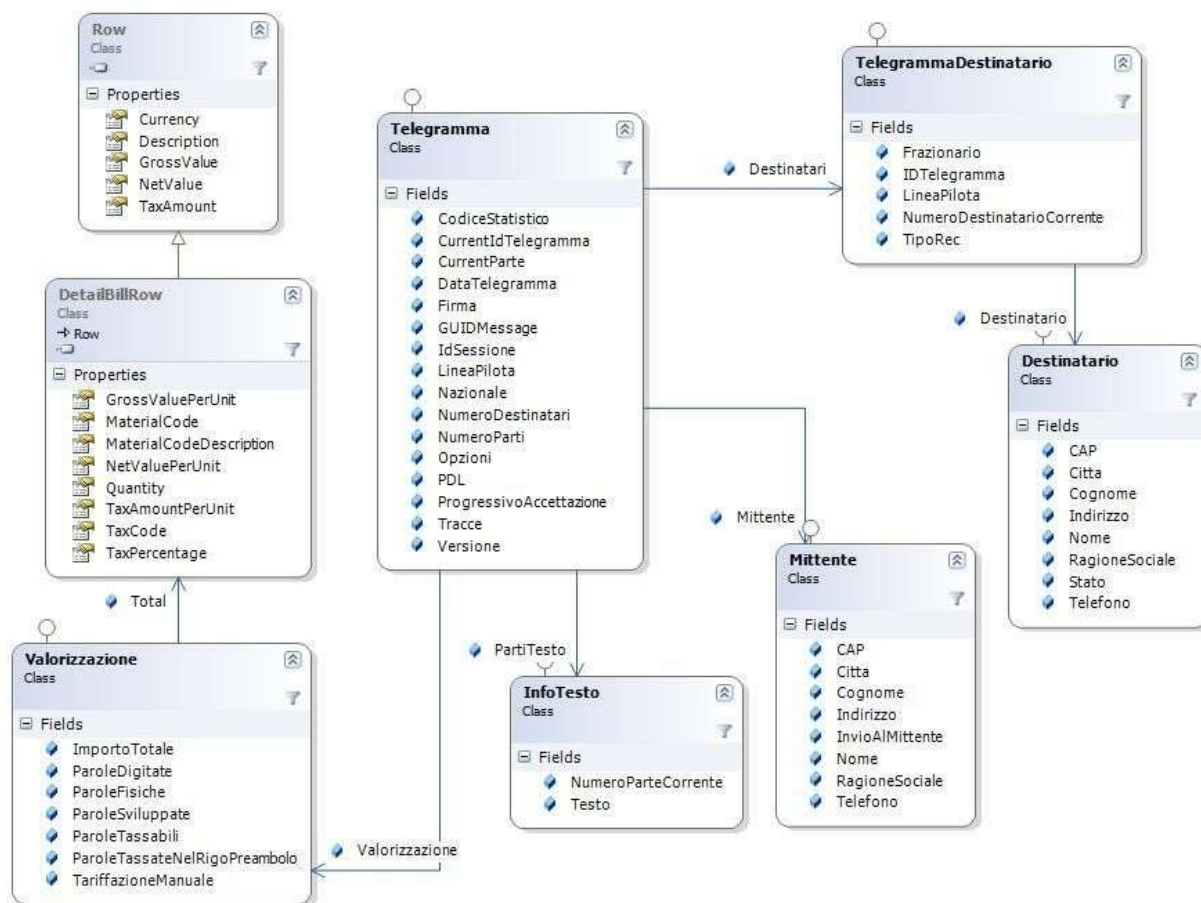 Row
Class
Properties
Currency
Description
GrossValue
NetValue
TaxAmount
DetailBillRow
Class
Row
Properties
GrossValuePerUnit
MaterialCode
MaterialCodeDescription
NetValuePerUnit
Quantity
TaxAmountPerUnit
TaxCode
TaxPercentage
Total
Valorizzazione
Class
Fields
ImportoTotale
ParoleDigitate
ParoleFisiche
ParoleSviluppate
ParoleTassabili
ParoleTassateNelRigoPreambolo
TariffazioneManuale
Telegramma
Class
Fields
CodiceStatistico
CurrentIdTelegramma
CurrentParte
DataTelegramma
Firma
GUIDMessage
IdSessione
LineaPilota
Nazionale
NumeroDestinatari
NumeroParti
Opzioni
PDL
ProgressivoAccettazione
Tracce
Versione
Valorizzazione
PartiTesto
InfoTesto
Class
Fields
NumeroParteCorrente
Testo
Destinatari
TelegrammaDestinatario
Class
Fields
Frazionario
IDTelegramma
LineaPilota
NumeroDestinatarioCorrente
TipoRec
Destinatario
Destinatario
Class
Fields
CAP
Citta
Cognome
Indirizzo
Nome
RagioneSociale
Stato
Telefono
Mittente
Mittente
Class
Fields
CAP
Citta
Cognome
Indirizzo
InvioAlMittente
Nome
RagioneSociale
Telefono